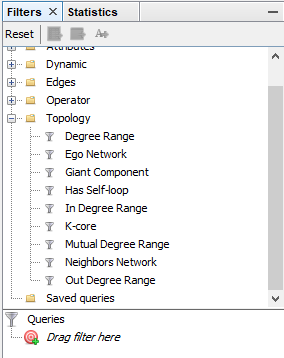 Filters × Statistics
Reset
Attributes
Dynamic
Edges
Operator
Topology
Degree Range
Ego Network
Giant Component
Has Self-loop
In Degree Range
K-core
Mutual Degree Range
Neighbors Network
Out Degree Range
Saved queries
Queries
Drag filter here